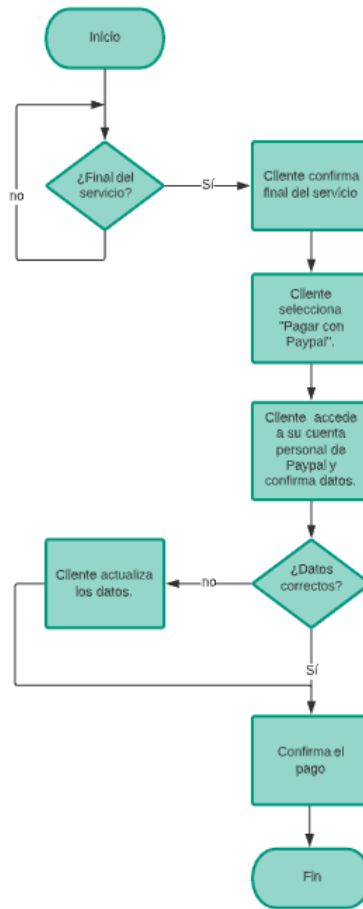 Inicio
¿Final del
servicio?
no
Sí
Cliente confirma
final del servicio
Cliente
selecciona
"Pagar con
Paypal".
Cliente accede
a su cuenta
personal de
Paypal y
confirma datos.
¿Datos
correctos?
no
Cliente actualiza
los datos.
Sí
Confirma el
pago
Fin